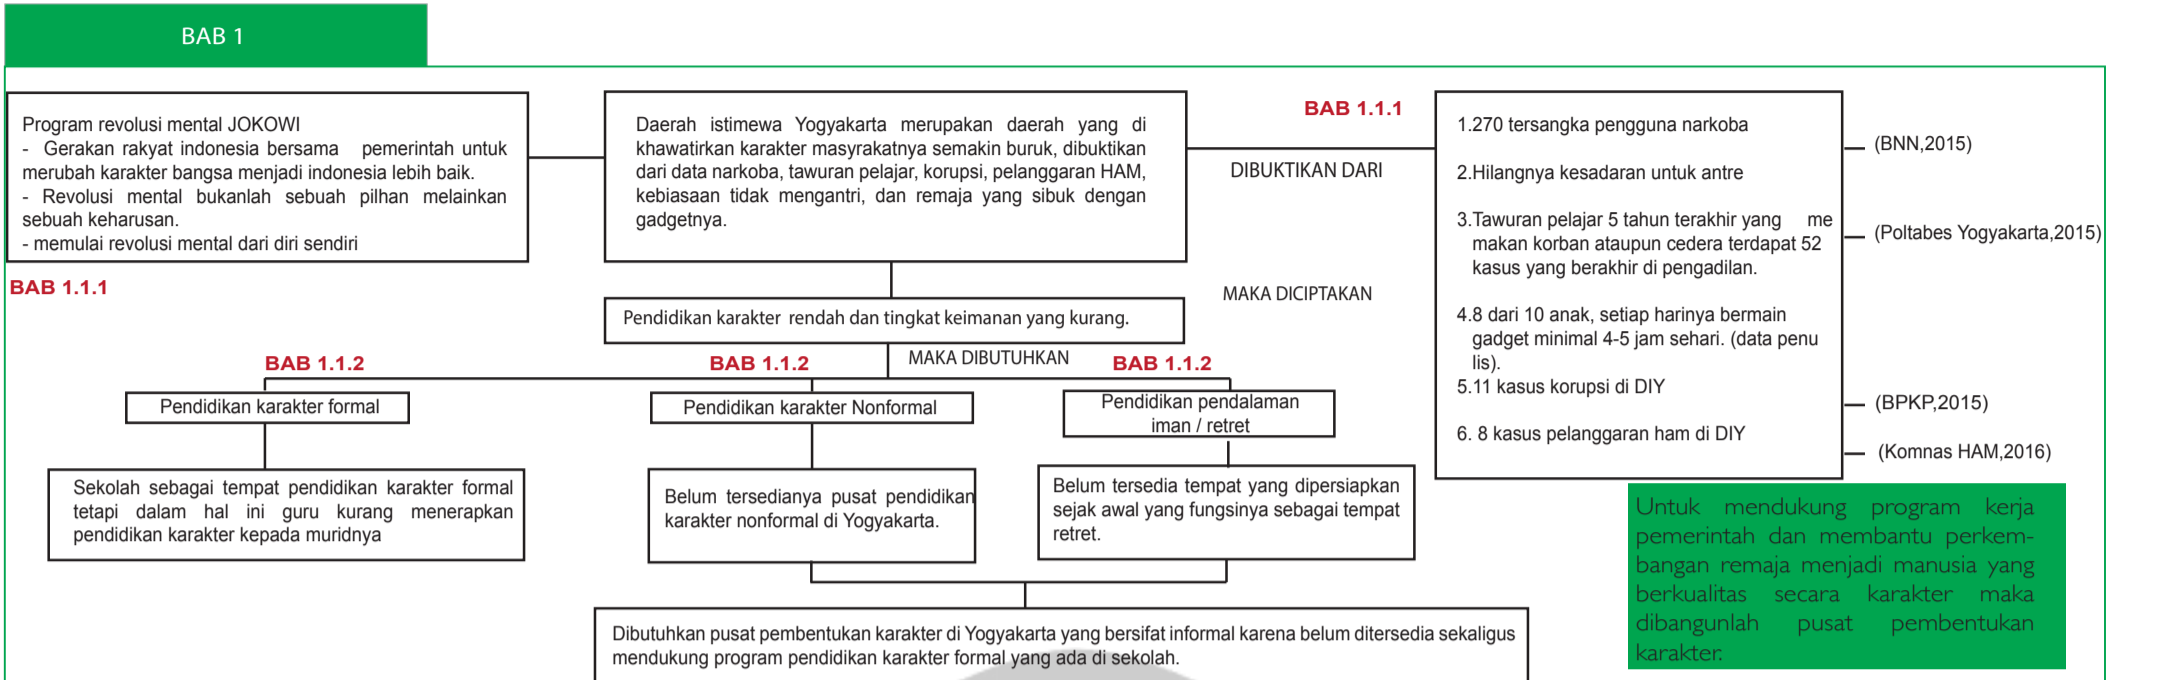 BAB 1
Program revolusi mental JOKOWI
- Gerakan rakyat indonesia bersama pemerintah untuk
merubah karakter bangsa menjadi indonesia lebih baik.
- Revolusi mental bukanlah sebuah pilhan melainkan
sebuah keharusan.
- memulai revolusi mental dari diri sendiri
BAB 1.1.1
Daerah istimewa Yogyakarta merupakan daerah yang di
khawatirkan karakter masyrakatnya semakin buruk, dibuktikan
dari data narkoba, tawuran pelajar, korupsi, pelanggaran HAM,
kebiasaan tidak mengantri, dan remaja yang sibuk dengan
gadgetnya.
BAB 1.1.1
DIBUKTIKAN DARI
1.270 tersangka pengguna narkoba
(BNN,2015)
2.Hilangnya kesadaran untuk antre
3.Tawuran pelajar 5 tahun terakhir yang me
makan korban ataupun cedera terdapat 52
kasus yang berakhir di pengadilan.
(Poltabes Yogyakarta,2015)
4.8 dari 10 anak, setiap harinya bermain
gadget minimal 4-5 jam sehari. (data penu
lis).
5.11 kasus korupsi di DIY
(BPKP,2015)
6. 8 kasus pelanggaran ham di DIY
(Komnas HAM,2016)
MAKA DICIPTAKAN
Pendidikan karakter rendah dan tingkat keimanan yang kurang.
MAKA DIBUTUHKAN
BAB 1.1.2
Pendidikan karakter formal
Sekolah sebagai tempat pendidikan karakter formal
tetapi dalam hal ini guru kurang menerapkan
pendidikan karakter kepada muridnya
BAB 1.1.2
Pendidikan karakter Nonformal
Belum tersedianya pusat pendidikan
karakter nonformal di Yogyakarta.
BAB 1.1.2
Pendidikan pendalaman
iman / retret
Belum tersedia tempat yang dipersiapkan
sejak awal yang fungsinya sebagai tempat
retret.
Untuk mendukung program kerja
pemerintah dan membantu perkem-
bangan remaja menjadi manusia yang
berkualitas secara karakter maka
dibangunlah pusat pembentukan
karakter.
Dibutuhkan pusat pembentukan karakter di Yogyakarta yang bersifat informal karena belum ditersedia sekaligus
mendukung program pendidikan karakter formal yang ada di sekolah.